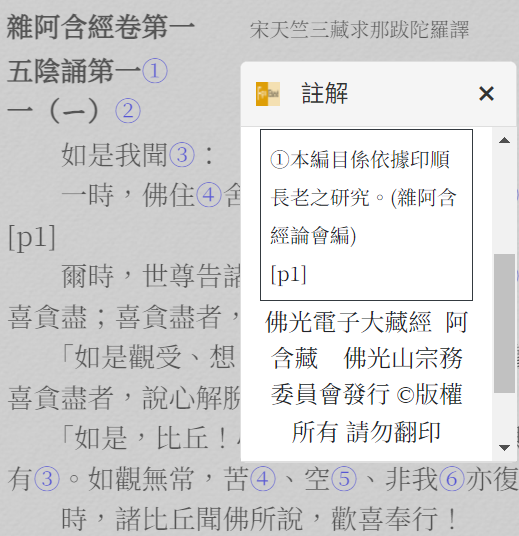 雜阿含經卷第一　宋天竺三藏求那跋陀羅譯
五陰誦第一①
一（一）②
如是我聞③：
一時，佛住④舍
[p1]
爾時，世尊告諸
喜貪盡；喜貪盡者，
「如是觀受、想
喜貪盡者，說心解脫
「如是，比丘！
有③。如觀無常，苦④、空⑤、非我⑥亦復
時，諸比丘聞佛所說，歡喜奉行！
註解 ×
①本編目係依據印順
長老之研究。(雜阿含
經論會編)
[p1]
佛光電子大藏經 阿
含藏　佛光山宗務
委員會發行 ©版權
所有 請勿翻印